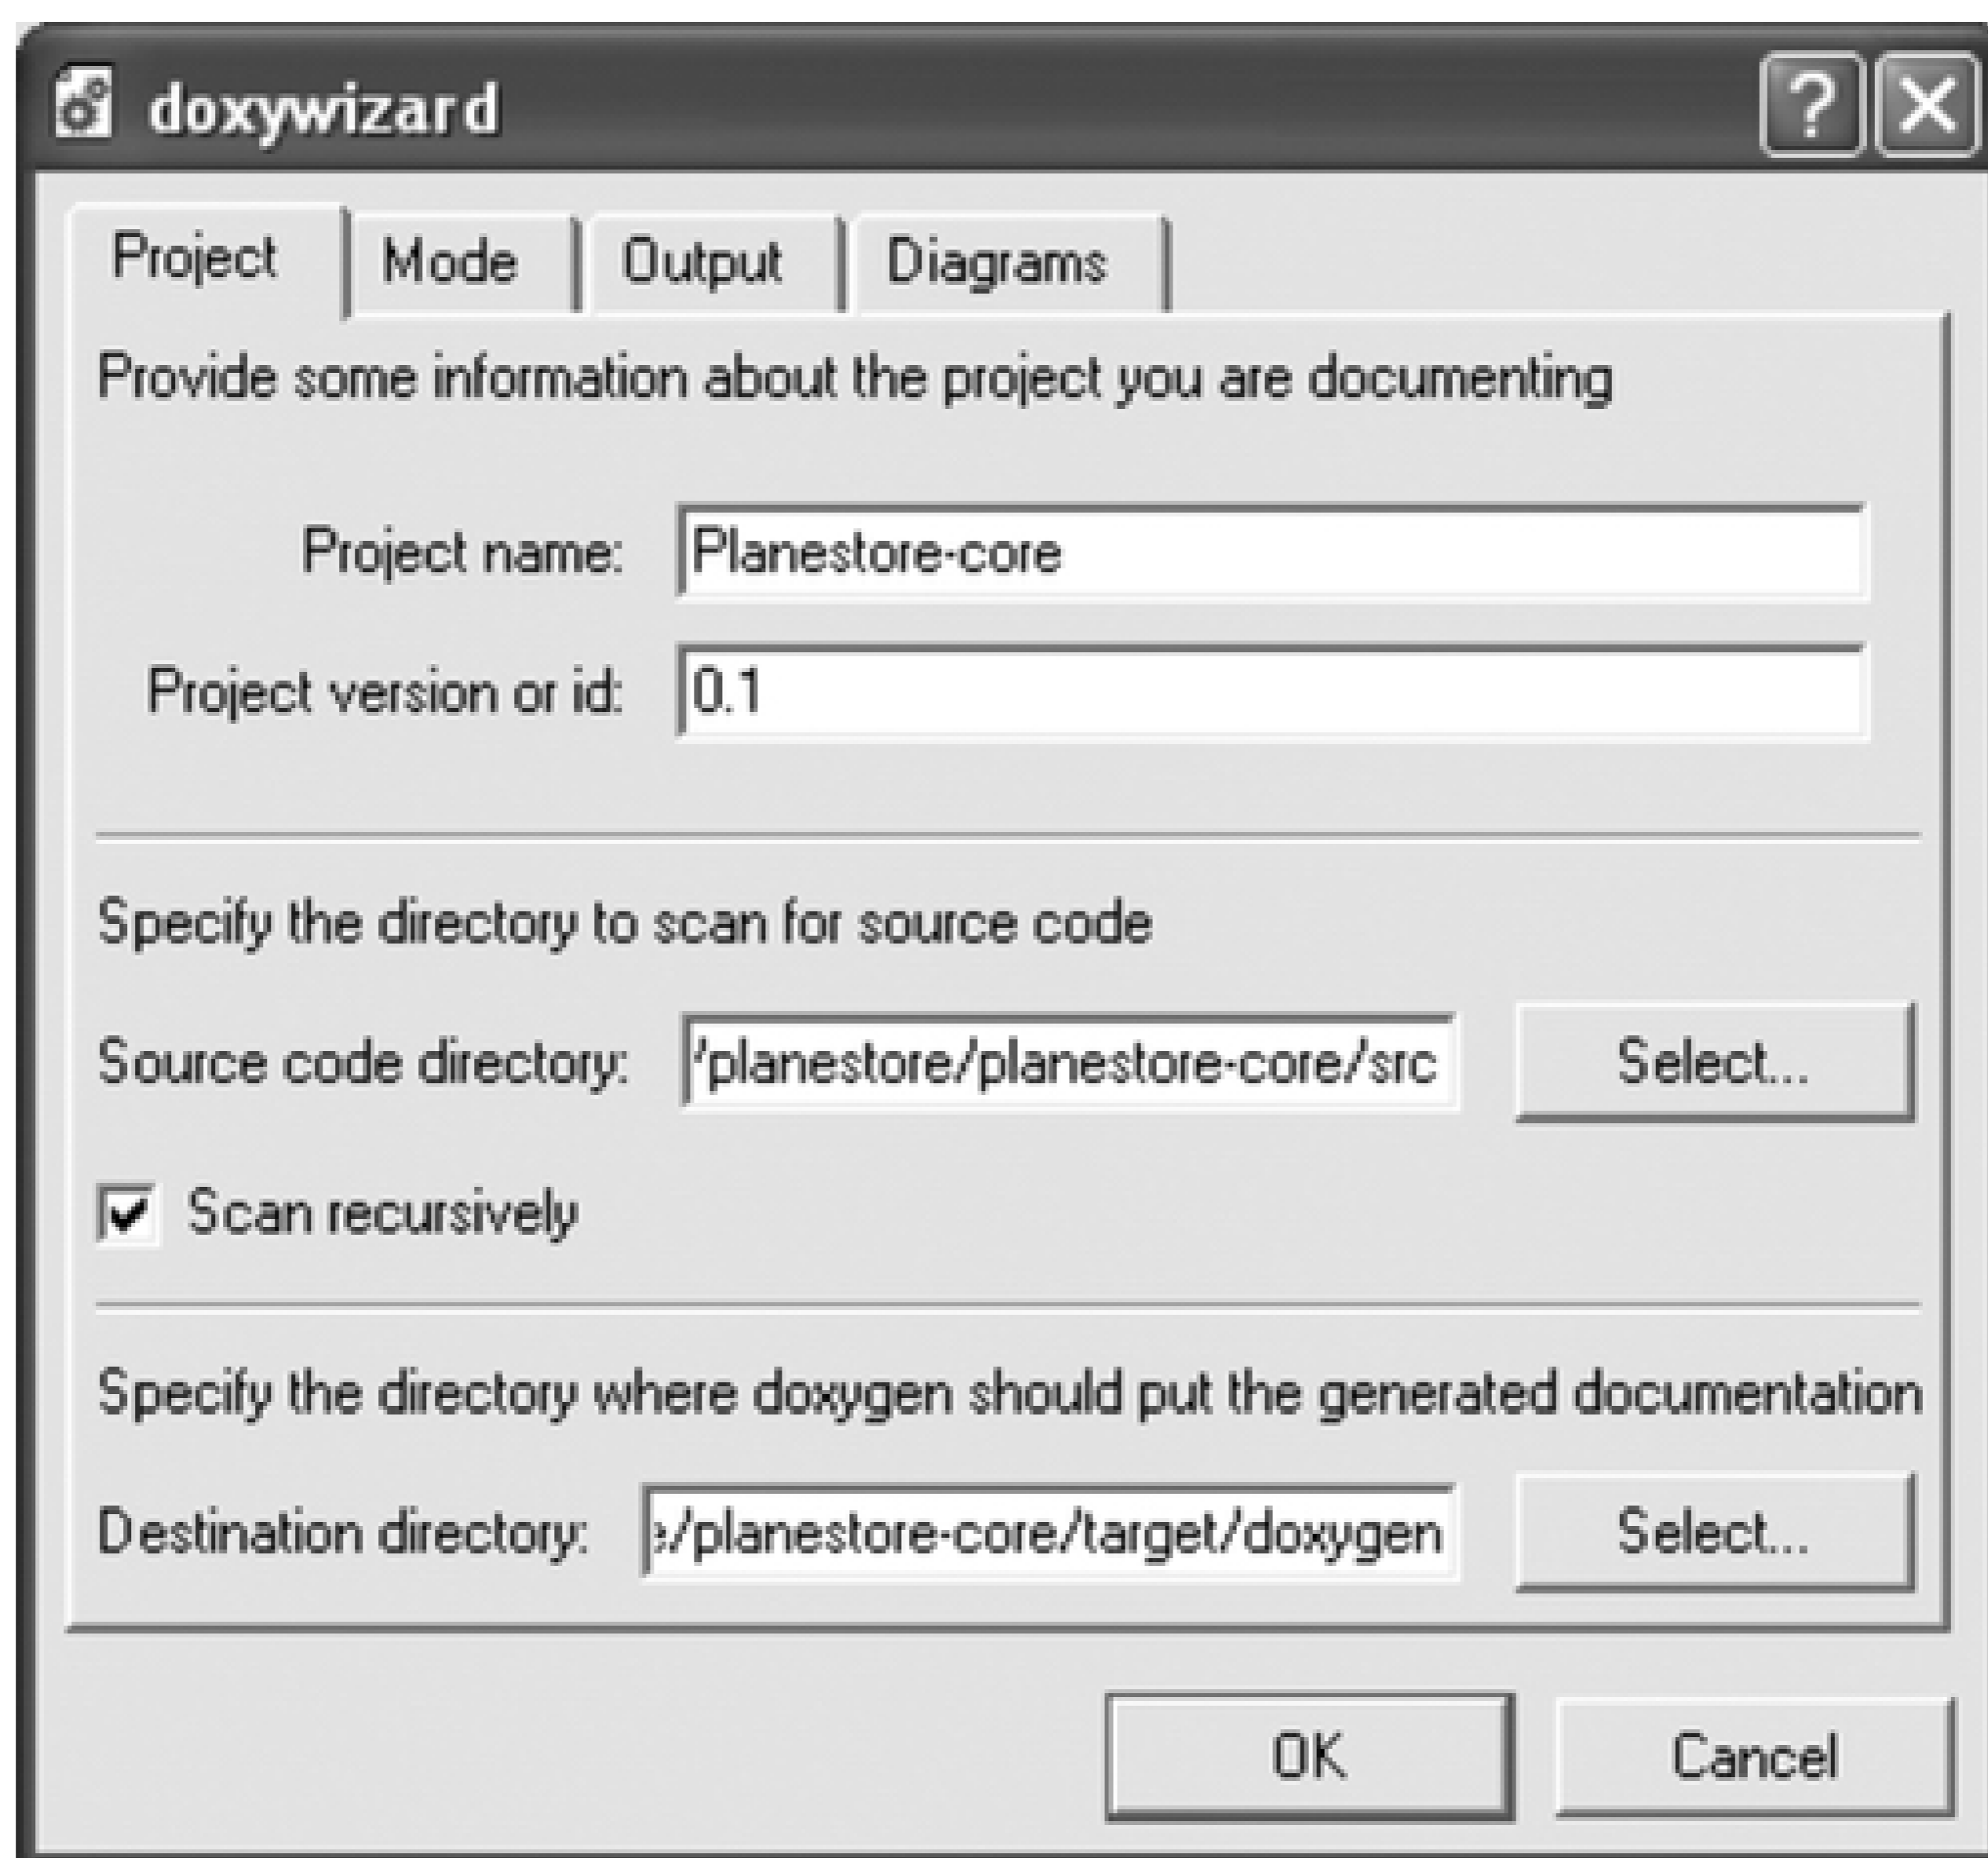 doxywizard
Project Mode Output Diagrams
Provide some information about the project you are documenting
Project name: Planestore-core
Project version or id: 0.1
Specify the directory to scan for source code
Source code directory: /planestore/planestore-core/src Select...
Scan recursively
Specify the directory where doxygen should put the generated documentation
Destination directory: e/planestore-core/target/doxygen Select...
OK Cancel